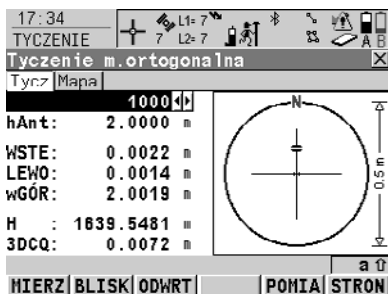 17:34
TYCZENIE
7
L1= 7
L2= 7
A B
Tyczenie m.ortogonalna
Tycz Mapa
1000
hAnt: 2.0000 m
WSTE: 0.0022 m
LEWO: 0.0014 m
wGÓR: 2.0019 m
H : 1639.5481 m
3DCQ: 0.0072 m
N
0.5 m
a
MIERZ BLISK ODWRT POMIA STRON